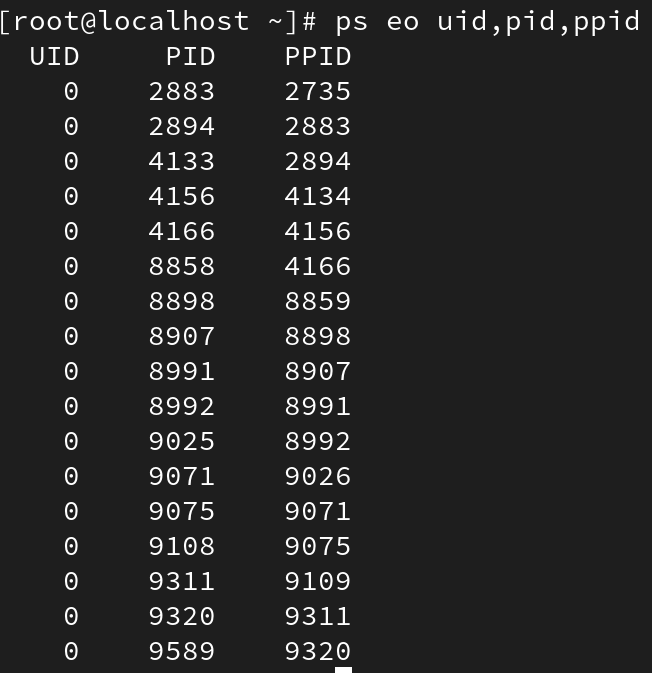 [root@localhost ~]# ps eo uid,pid,ppid
UID PID PPID
0 2883 2735
0 2894 2883
0 4133 2894
0 4156 4134
0 4166 4156
0 8858 4166
0 8898 8859
0 8907 8898
0 8991 8907
0 8992 8991
0 9025 8992
0 9071 9026
0 9075 9071
0 9108 9075
0 9311 9109
0 9320 9311
0 9589 9320